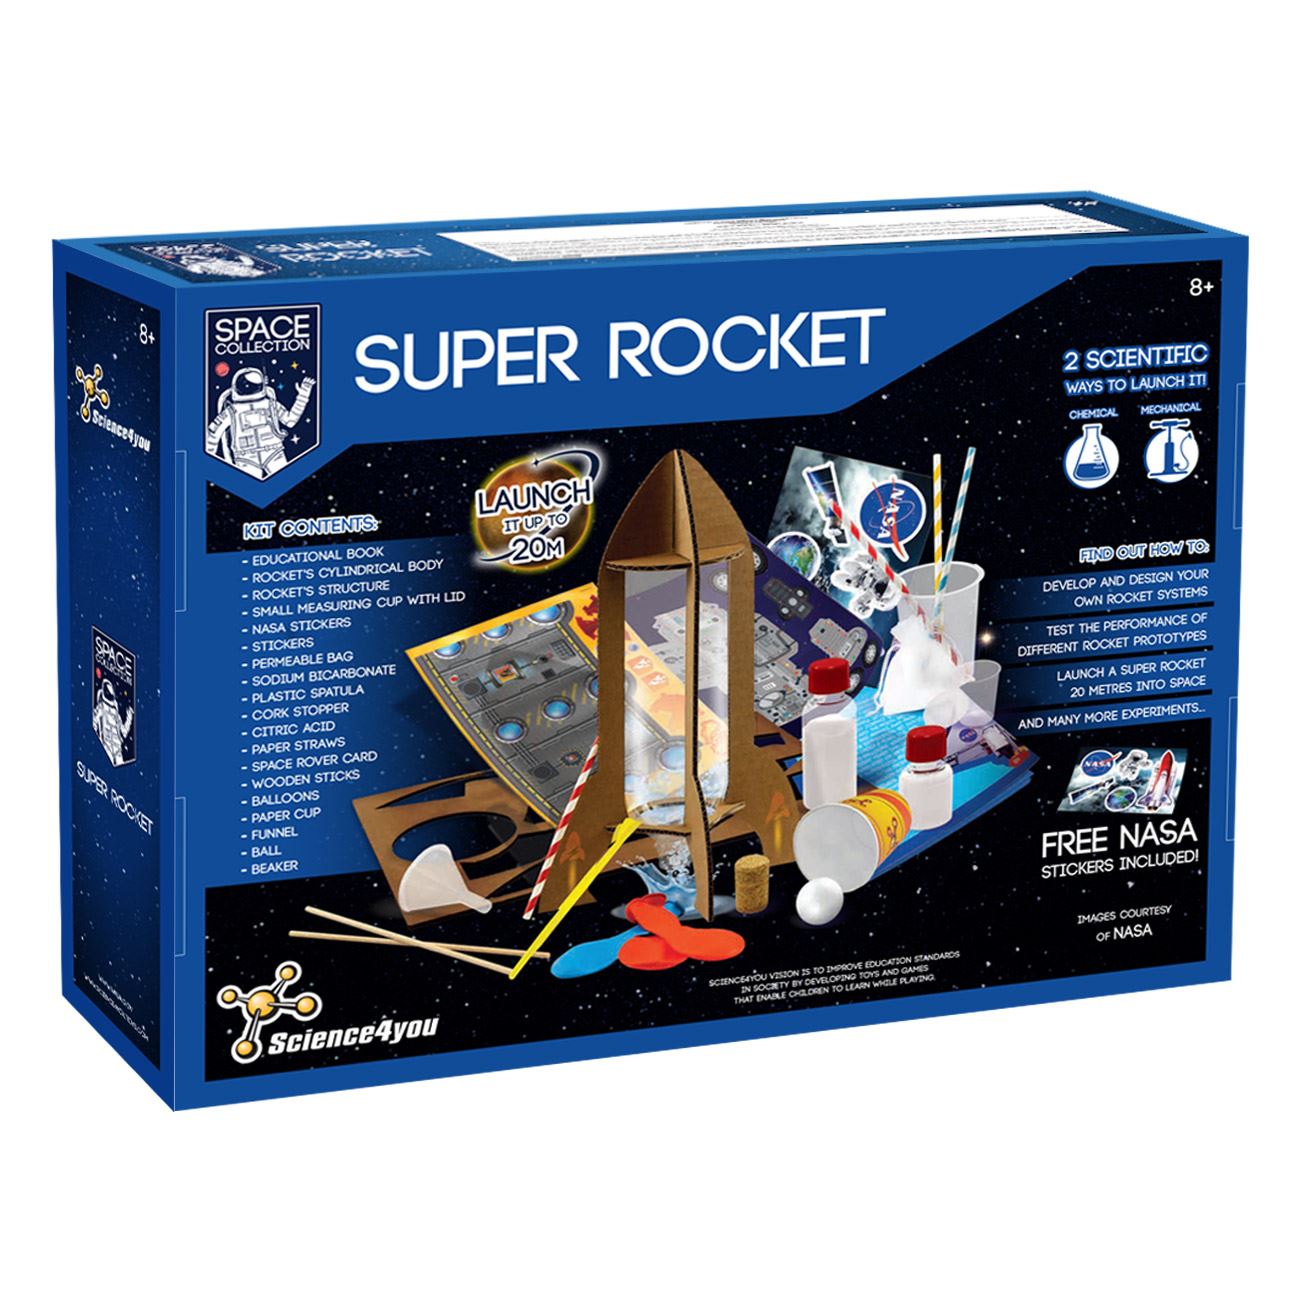 SPACE
COLLECTION
SUPER
ROCKET
8+
Science4you
SPACE
COLLECTION
SUPER ROCKET
SPACE
COLLECTION
SUPER ROCKET
8+
2 SCIENTIFIC
WAYS TO LAUNCH IT!
CHEMICAL
MECHANICAL
LAUNCH
IT UP TO
20M
KIT CONTENTS:
- EDUCATIONAL BOOK
- ROCKET'S CYLINDRICAL BODY
- ROCKET'S STRUCTURE
- SMALL MEASURING CUP WITH LID
- NASA STICKERS
- STICKERS
- PERMEABLE BAG
- SODIUM BICARBONATE
- PLASTIC SPATULA
- CORK STOPPER
- CITRIC ACID
- PAPER STRAWS
- SPACE ROVER CARD
- WOODEN STICKS
- BALLOONS
- PAPER CUP
- FUNNEL
- BALL
- BEAKER
NASA
FIND OUT HOW TO:
DEVELOP AND DESIGN YOUR
OWN ROCKET SYSTEMS
TEST THE PERFORMANCE OF
DIFFERENT ROCKET PROTOTYPES
LAUNCH A SUPER ROCKET
20 METRES INTO SPACE
AND MANY MORE EXPERIMENTS...
NASA
FREE NASA
STICKERS INCLUDED!
IMAGES COURTESY
OF NASA
SCIENCE4YOU VISION IS TO IMPROVE EDUCATION STANDARDS
IN SOCIETY BY DEVELOPING TOYS AND GAMES
THAT ENABLE CHILDREN TO LEARN WHILE PLAYING.
Science4you